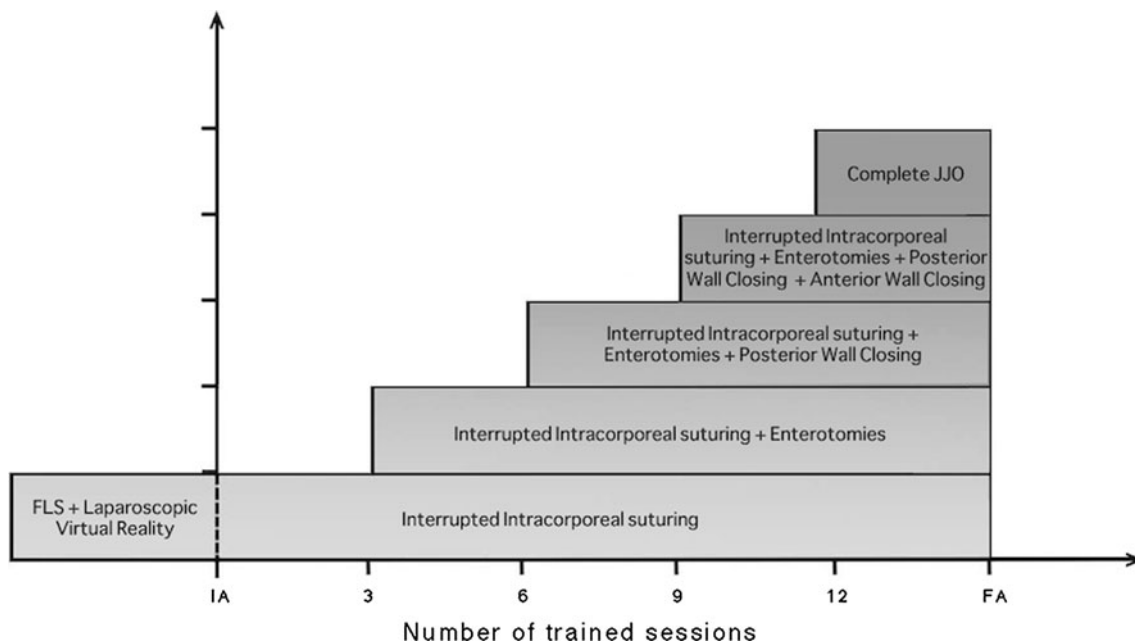 Complete JJO
Interrupted Intracorporeal
suturing + Enterotomies + Posterior
Wall Closing + Anterior Wall Closing
Interrupted Intracorporeal suturing +
Enterotomies + Posterior Wall Closing
Interrupted Intracorporeal suturing + Enterotomies
FLS + Laparoscopic
Virtual Reality
Interrupted Intracorporeal suturing
IA 3 6 9 12 FA
Number of trained sessions